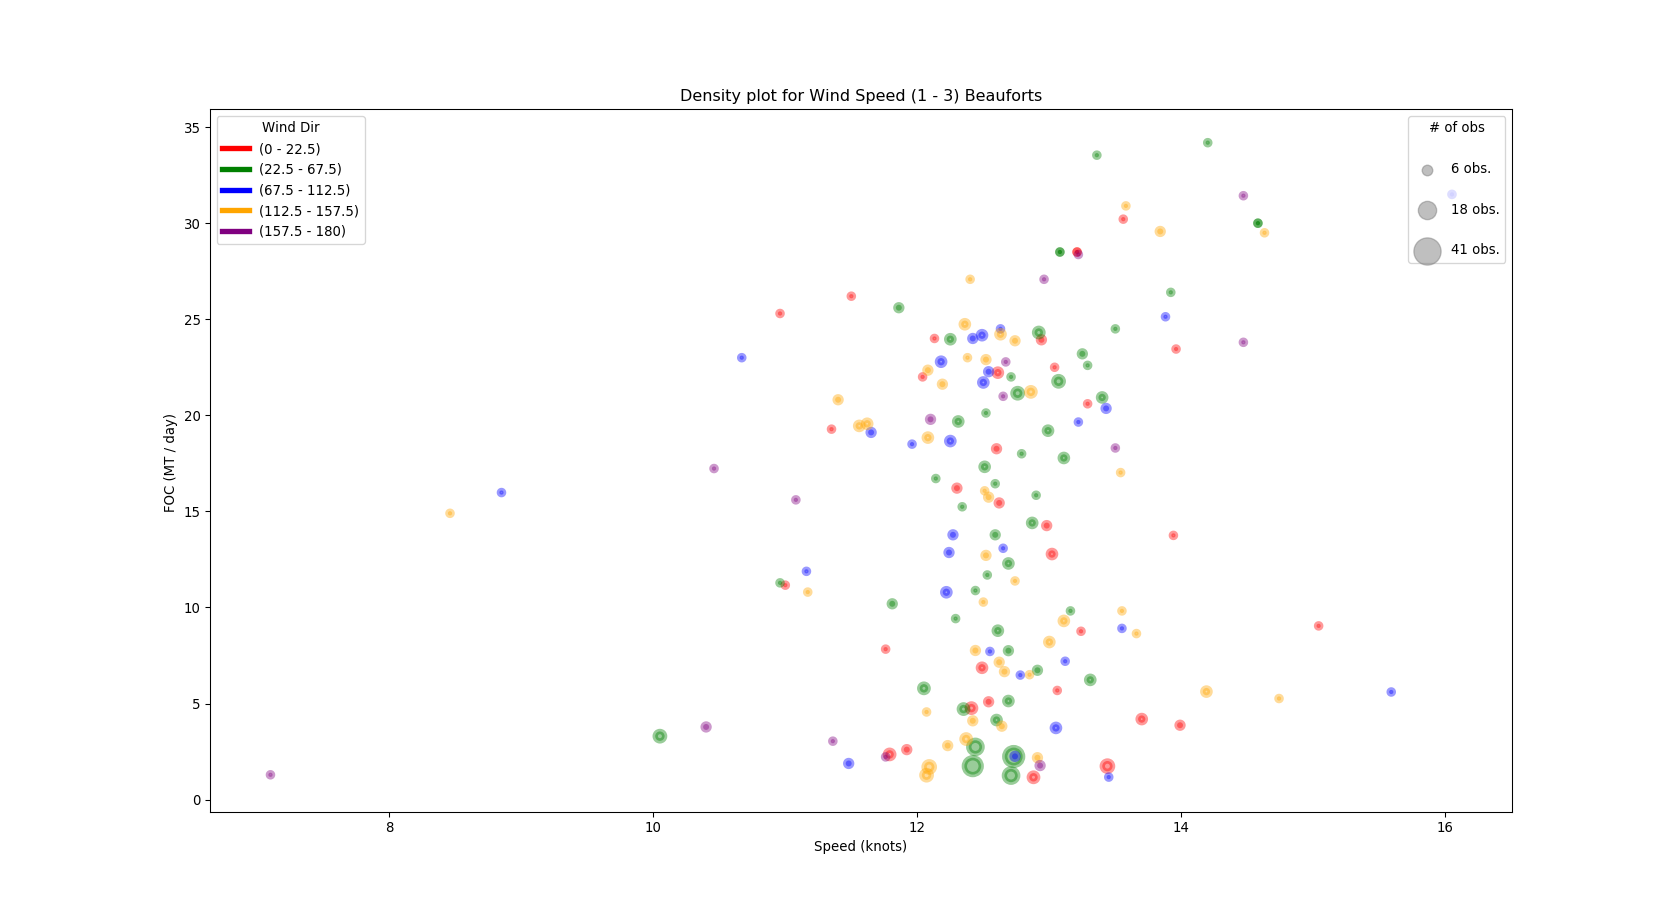 Density plot for Wind Speed (1 - 3) Beauforts
Wind Dir
(0 - 22.5)
(22.5 - 67.5)
(67.5 - 112.5)
(112.5 - 157.5)
(157.5 - 180)
# of obs
6 obs.
18 obs.
41 obs.
FOC (MT / day)
35
30
25
20
15
10
5
0
8
10
12
14
16
Speed (knots)